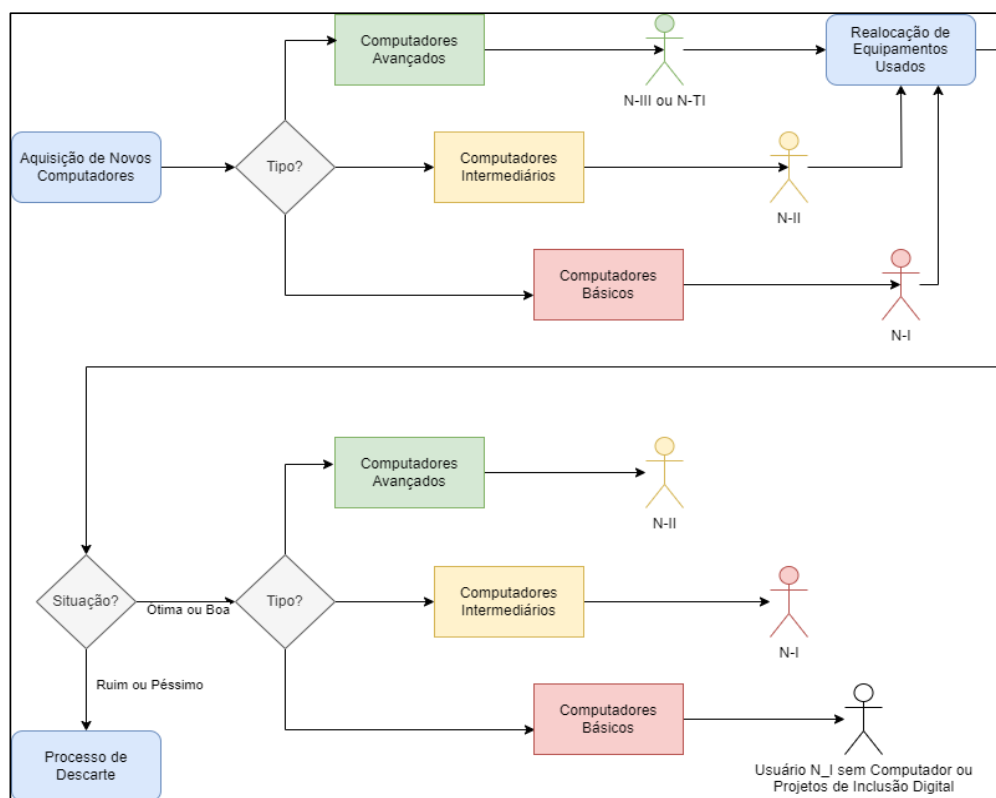 Computadores
Avançados
N-III ou N-TI
Realocação de
Equipamentos
Usados
Aquisição de Novos
Computadores
Tipo?
Computadores
Intermediários
N-II
Computadores
Básicos
N-I
Computadores
Avançados
N-II
Situação?
Ótima ou Boa
Tipo?
Computadores
Intermediários
N-I
Ruim ou Péssimo
Processo de
Descarte
Computadores
Básicos
Usuário N_I sem Computador ou
Projetos de Inclusão Digital